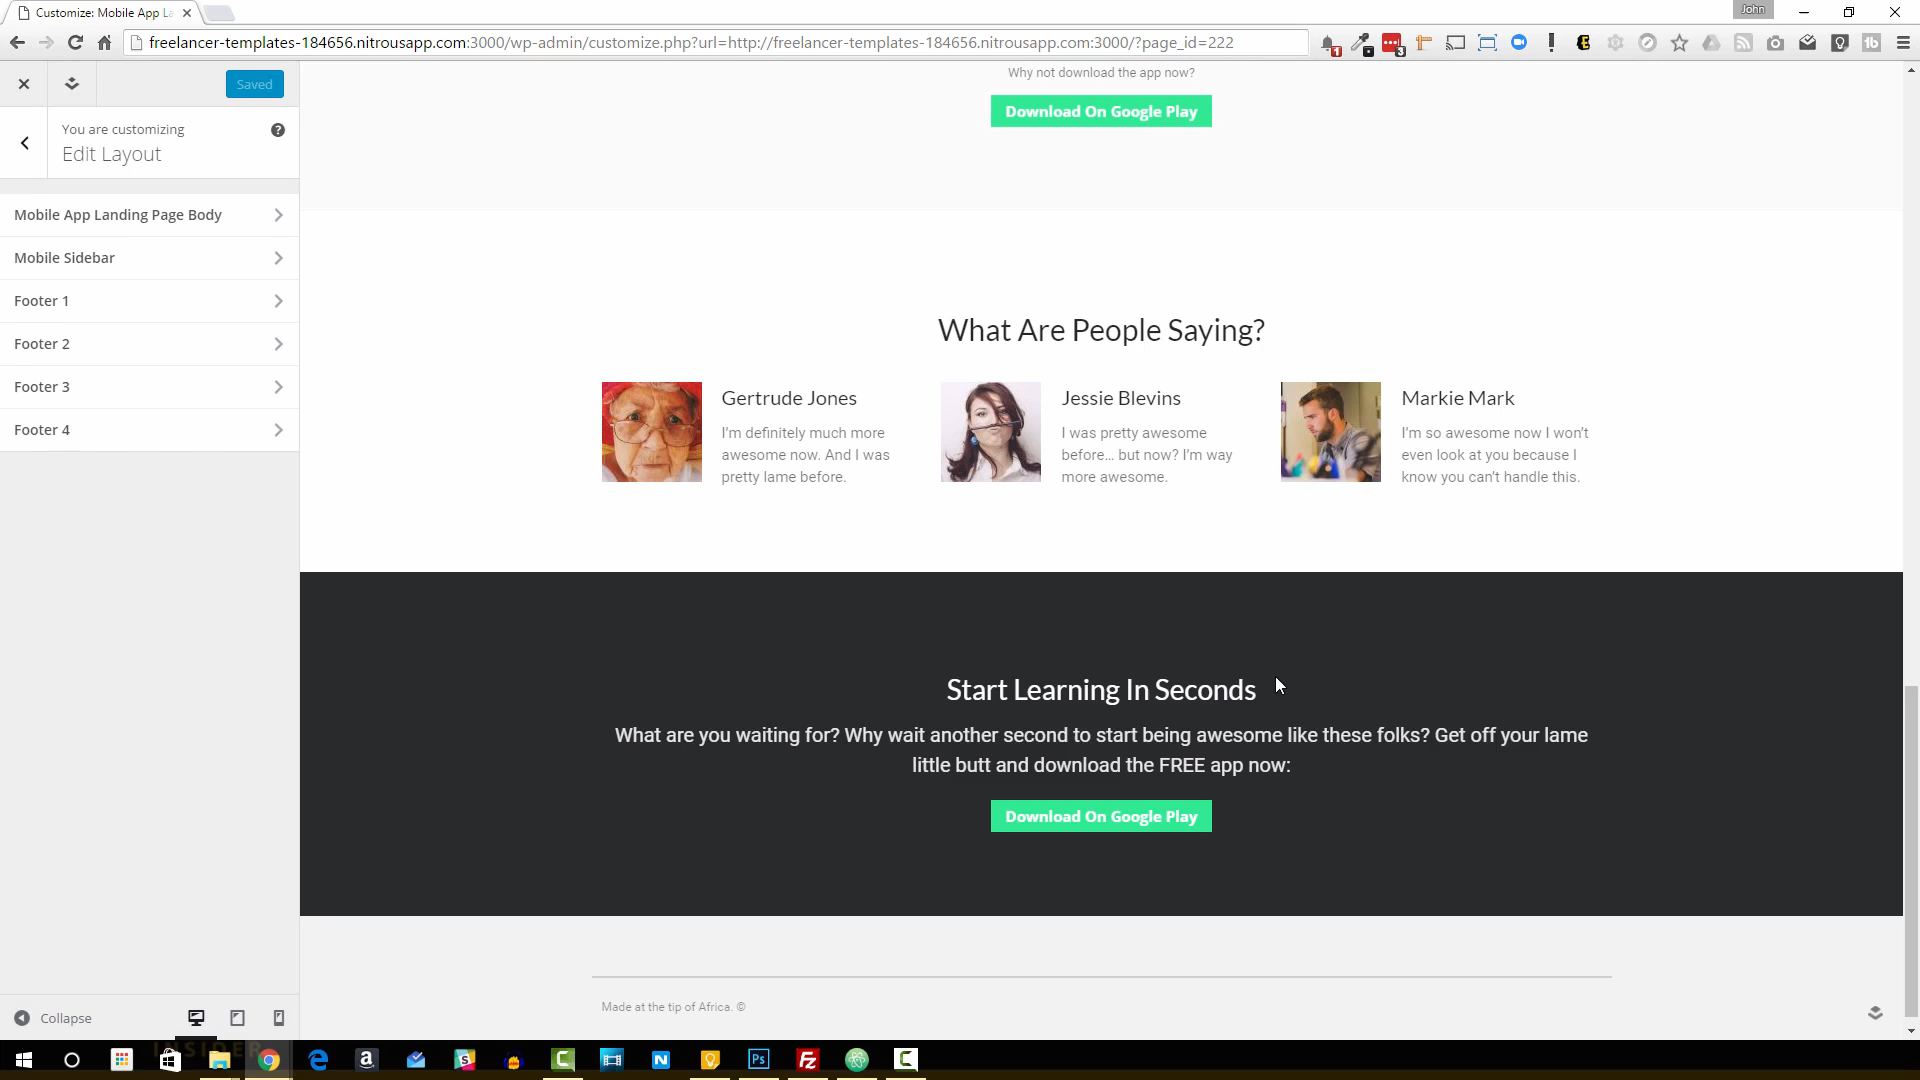 Customize: Mobile App La
John
freelancer-templates-184656.nitrousapp.com:3000/wp-admin/customize.php?url=http://freelancer-templates-184656.nitrousapp.com:3000/?page_id=222
Saved
You are customizing
Edit Layout
Mobile App Landing Page Body
Mobile Sidebar
Footer 1
Footer 2
Footer 3
Footer 4
Collapse
Why not download the app now?
Download On Google Play
What Are People Saying?
Gertrude Jones
I'm definitely much more
awesome now. And I was
pretty lame before.
Jessie Blevins
I was pretty awesome
before... but now? I'm way
more awesome.
Markie Mark
I'm so awesome now I won't
even look at you because I
know you can't handle this.
Start Learning In Seconds
What are you waiting for? Why wait another second to start being awesome like these folks? Get off your lame
little butt and download the FREE app now:
Download On Google Play
Made at the tip of Africa. ©